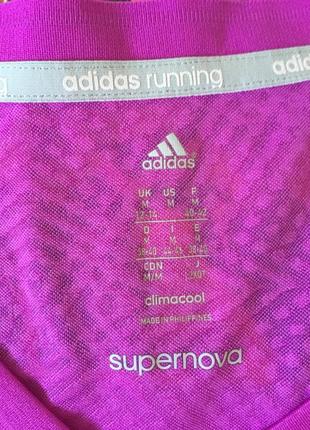 adidas running
adidas
UK US F
M M M
12-14 M 40-42
D I E
M M M
38-40 44-46 38-40
CDN J
M/M
climacool
MADE IN PHILIPPINES
supernova